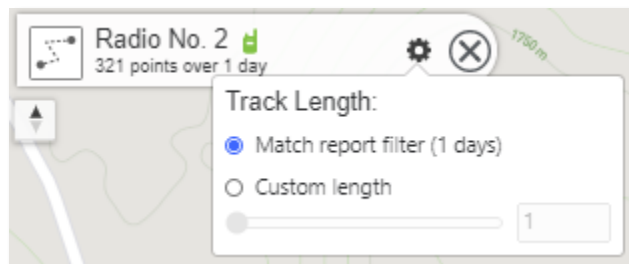 Radio No. 2
321 points over 1 day
1750 m
Track Length:
Match report filter (1 days)
Custom length
1